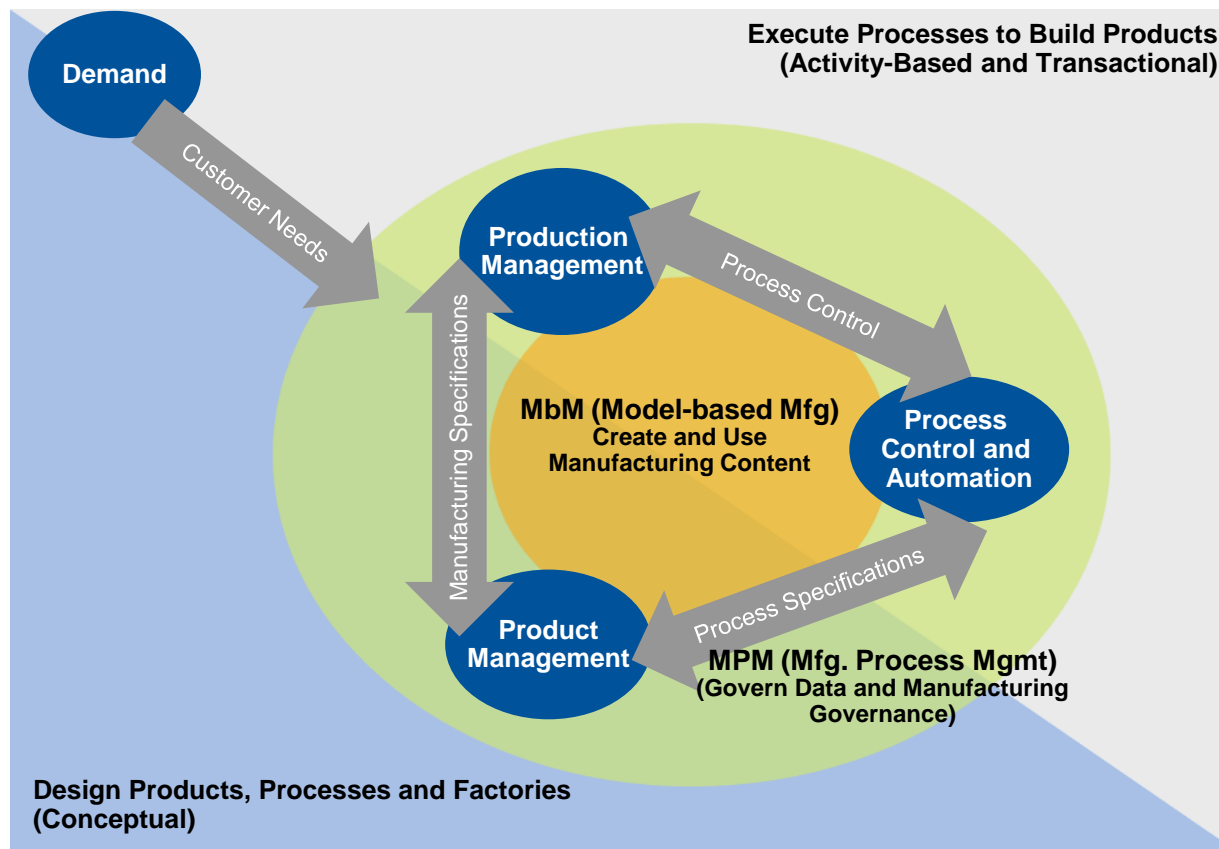 Execute Processes to Build Products
(Activity-Based and Transactional)
Demand
Customer Needs
Production
Management
Process Control
Manufacturing Specifications
MbM (Model-based Mfg)
Create and Use
Manufacturing Content
Process
Control and
Automation
Process Specifications
Product
Management
MPM (Mfg. Process Mgmt)
(Govern Data and Manufacturing
Governance)
Design Products, Processes and Factories
(Conceptual)